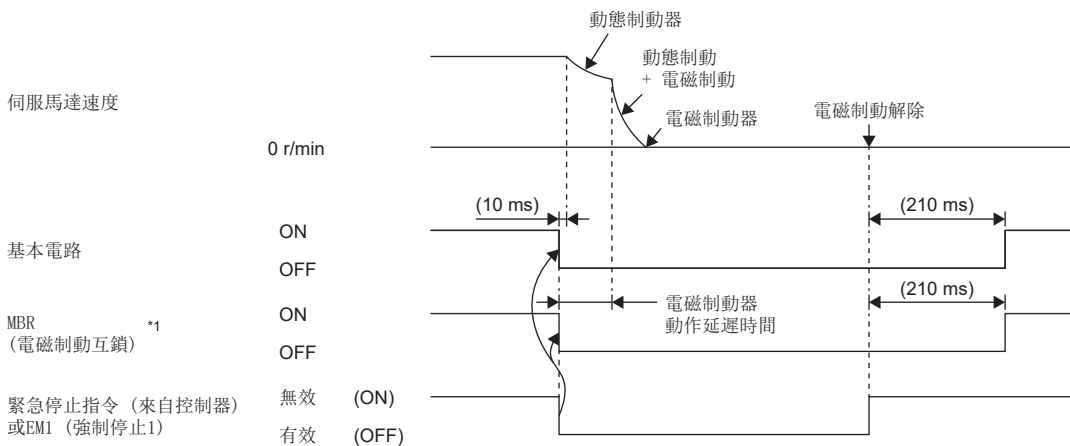 動態制動器
動態制動
+ 電磁制動
電磁制動器
電磁制動解除
伺服馬達速度
0 r/min
(10 ms)
(210 ms)
基本電路
ON
OFF
(210 ms)
電磁制動器
動作延遲時間
MBR *1
(電磁制動互鎖)
ON
OFF
緊急停止指令 (來自控制器)
或EM1 (強制停止1)
無效 (ON)
有效 (OFF)